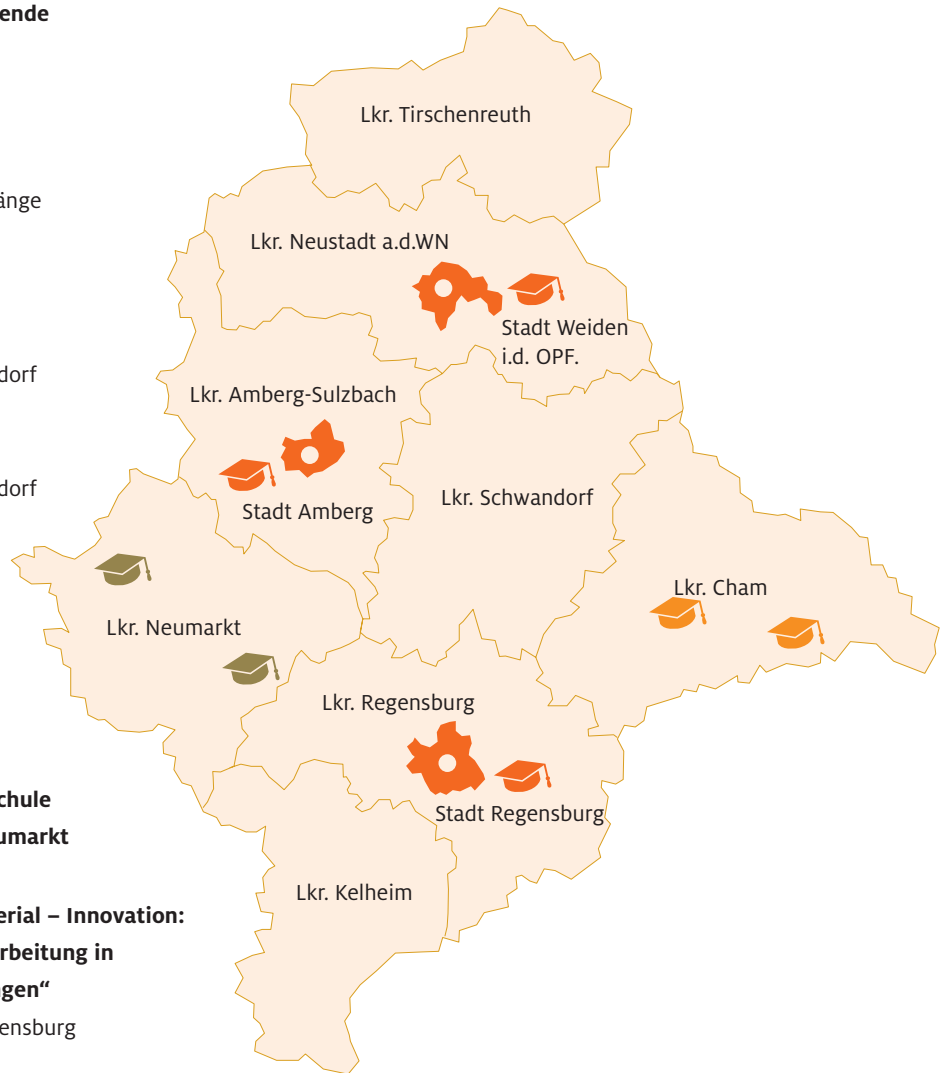 ende
änge
dorf
dorf
chule
umarkt
erial – Innovation:
rbeitung in
ngen“
ensburg
Lkr. Tirschenreuth
Lkr. Neustadt a.d.WN
Stadt Weiden
i.d. OPF.
Lkr. Amberg-Sulzbach
Stadt Amberg
Lkr. Schwandorf
Lkr. Cham
Lkr. Neumarkt
Lkr. Regensburg
Stadt Regensburg
Lkr. Kelheim